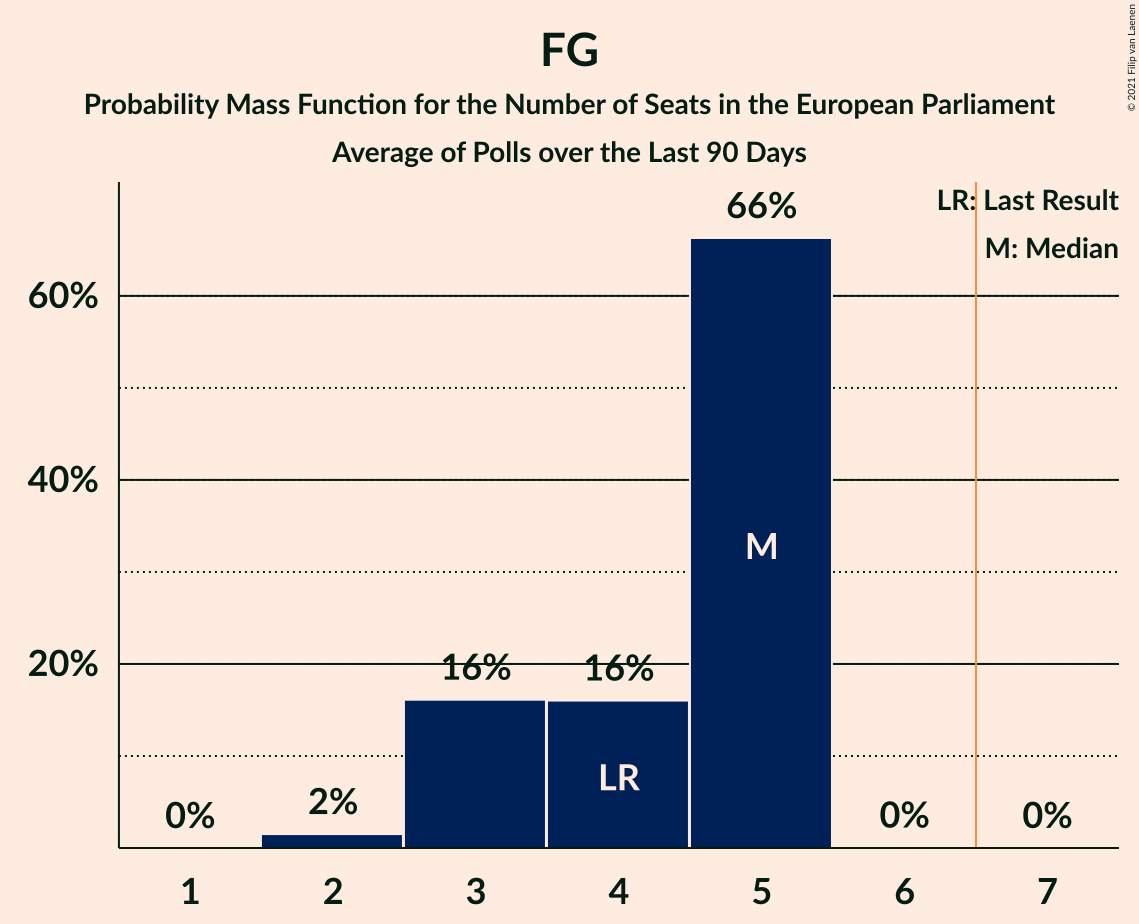 FG
Probability Mass Function for the Number of Seats in the European Parliament
Average of Polls over the Last 90 Days
© 2021 Filip van Laenen
LR: Last Result
M: Median
60%
40%
20%
0%
2%
16%
16%
66%
0%
0%
LR
M
1 2 3 4 5 6 7